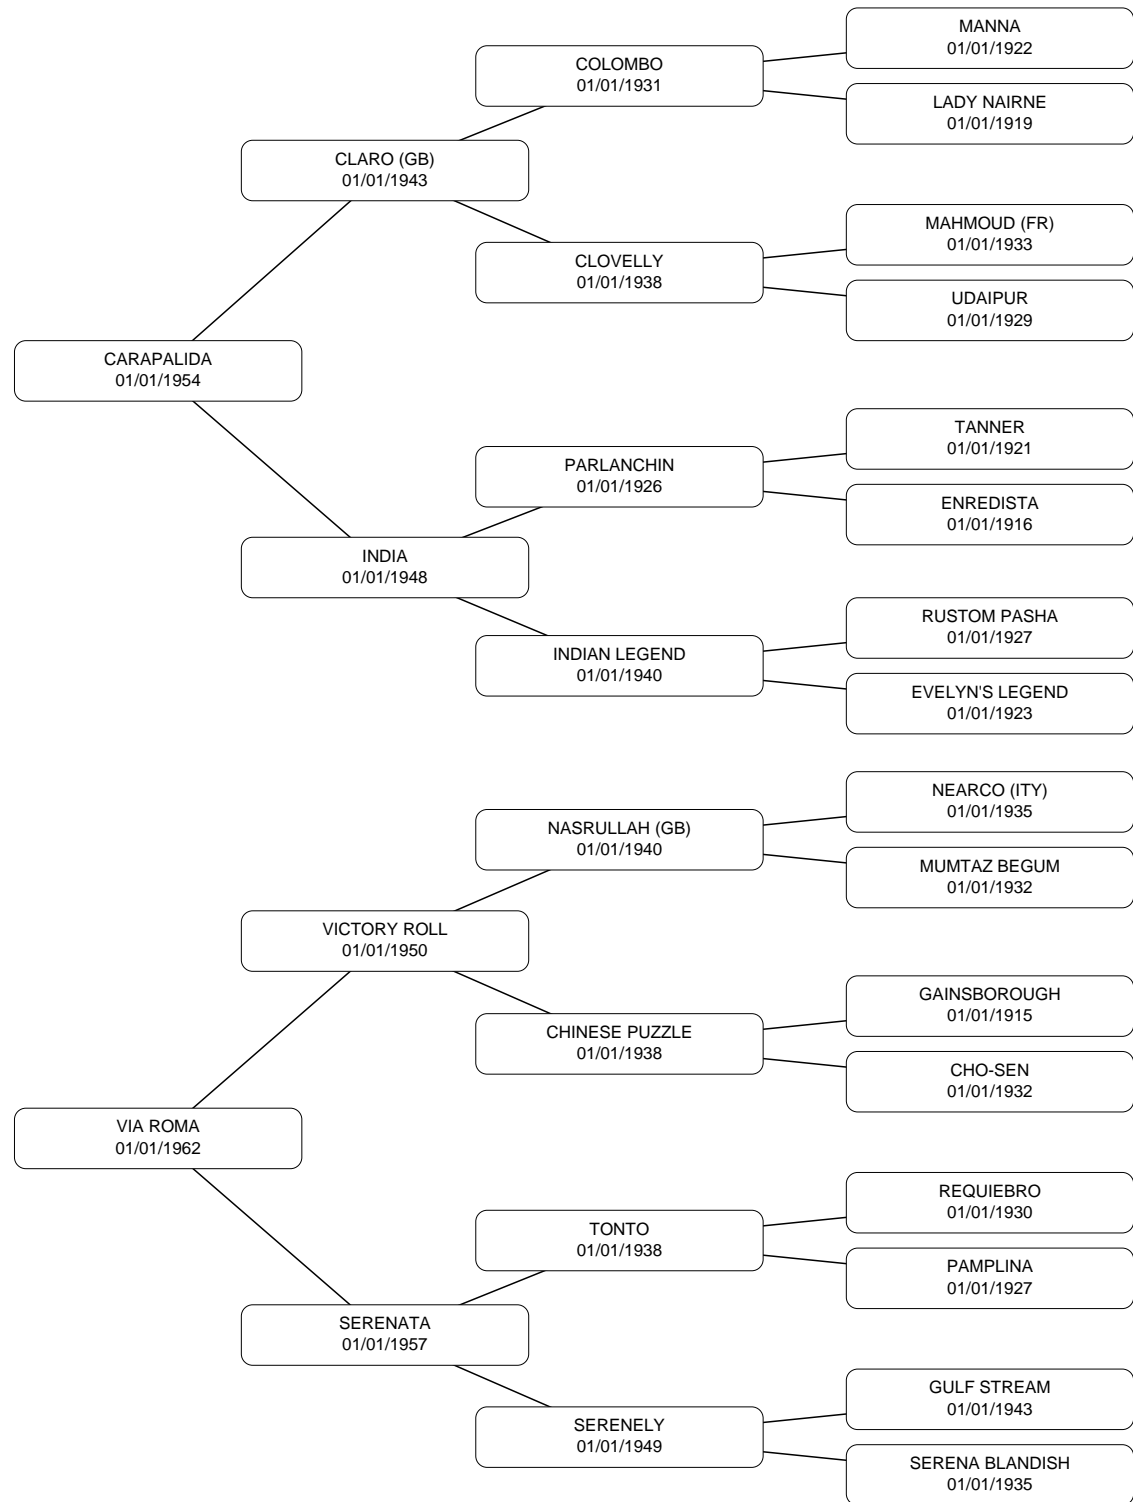 MANNA
01/01/1922
COLOMBO
01/01/1931
LADY NAIRNE
01/01/1919
CLARO (GB)
01/01/1943
MAHMOUD (FR)
01/01/1933
CLOVELLY
01/01/1938
UDAIPUR
01/01/1929
CARAPALIDA
01/01/1954
TANNER
01/01/1921
PARLANCHIN
01/01/1926
ENREDISTA
01/01/1916
INDIA
01/01/1948
RUSTOM PASHA
01/01/1927
INDIAN LEGEND
01/01/1940
EVELYN'S LEGEND
01/01/1923
NEARCO (ITY)
01/01/1935
NASRULLAH (GB)
01/01/1940
MUMTAZ BEGUM
01/01/1932
VICTORY ROLL
01/01/1950
GAINSBOROUGH
01/01/1915
CHINESE PUZZLE
01/01/1938
CHO-SEN
01/01/1932
VIA ROMA
01/01/1962
REQUIEBRO
01/01/1930
TONTO
01/01/1938
PAMPLINA
01/01/1927
SERENATA
01/01/1957
GULF STREAM
01/01/1943
SERENELY
01/01/1949
SERENA BLANDISH
01/01/1935